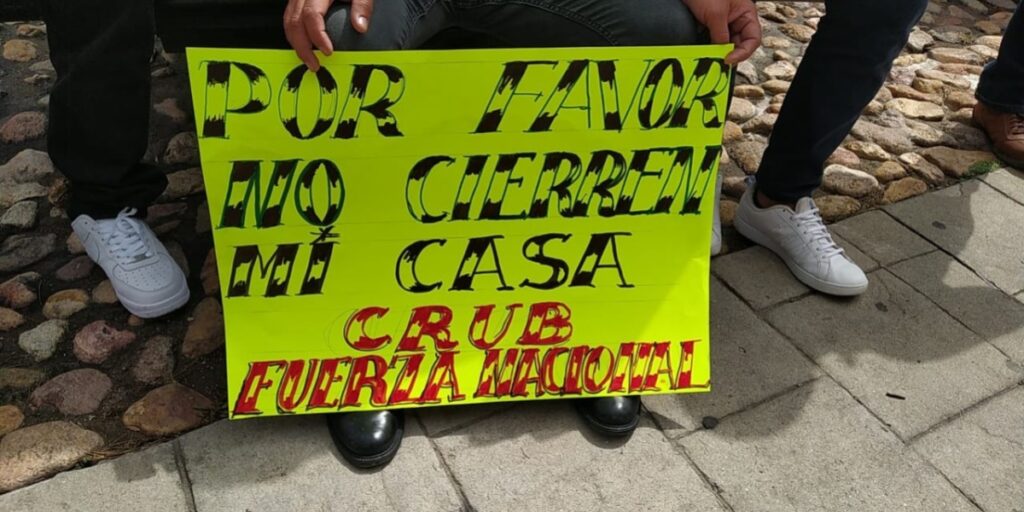 POR FAVOR
NO CIERREN
MÍ CASA
CRUB
FUERZA NACIONAL